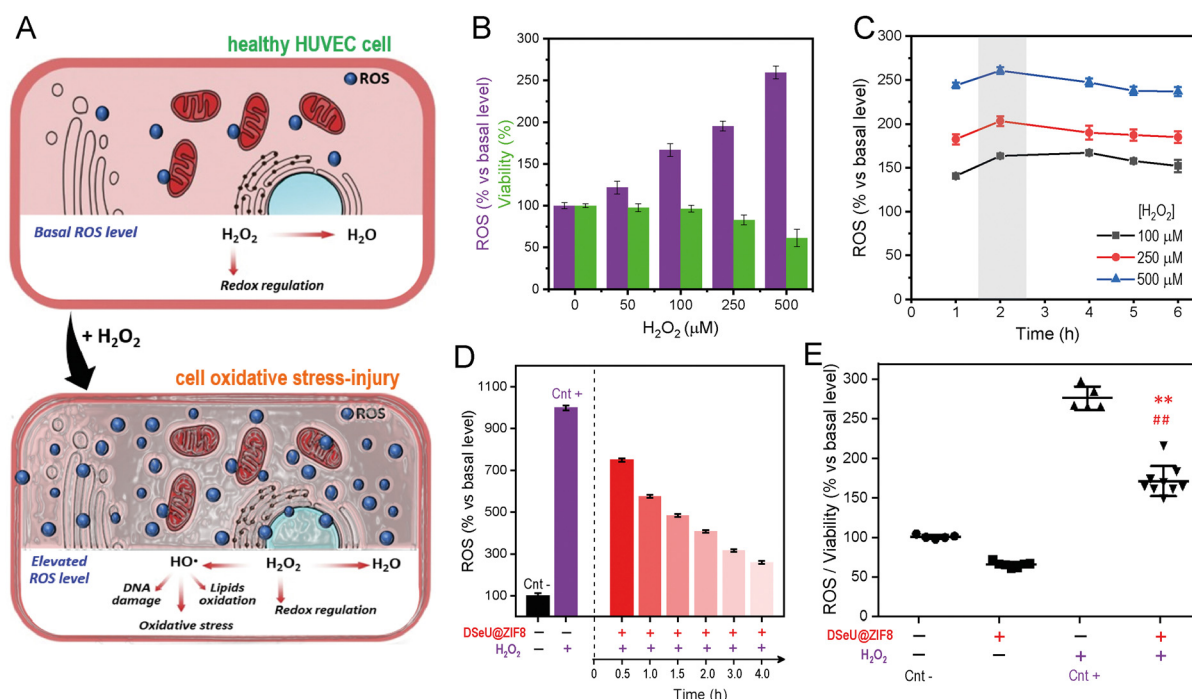 A
healthy HUVEC cell
ROS
Basal ROS level
H₂O₂
H₂O
Redox regulation
+ H₂O₂
cell oxidative stress-injury
ROS
Elevated
ROS level
HO•
H₂O₂
H₂O
DNA
damage
Lipids
oxidation
Redox regulation
Oxidative stress
B
ROS (% vs basal level)
Viability (%)
300
250
200
150
100
50
0
0
50
100
250
500
H₂O₂ (μM)
C
ROS (% vs basal level)
300
250
200
150
100
50
0
[H₂O₂]
100 μM
250 μM
500 μM
0
1
2
3
4
5
6
Time (h)
D
ROS (% vs basal level)
1100
900
700
500
300
100
Cnt +
Cnt -
DSeU@ZIF8 − − + + + + + +
H₂O₂ − + + + + + + +
0 0.5 1.0 1.5 2.0 3.0 4.0
Time (h)
E
ROS / Viability (% vs basal level)
300
250
200
150
100
50
0
**
##
DSeU@ZIF8 − + − +
H₂O₂ − − + +
Cnt -
Cnt +